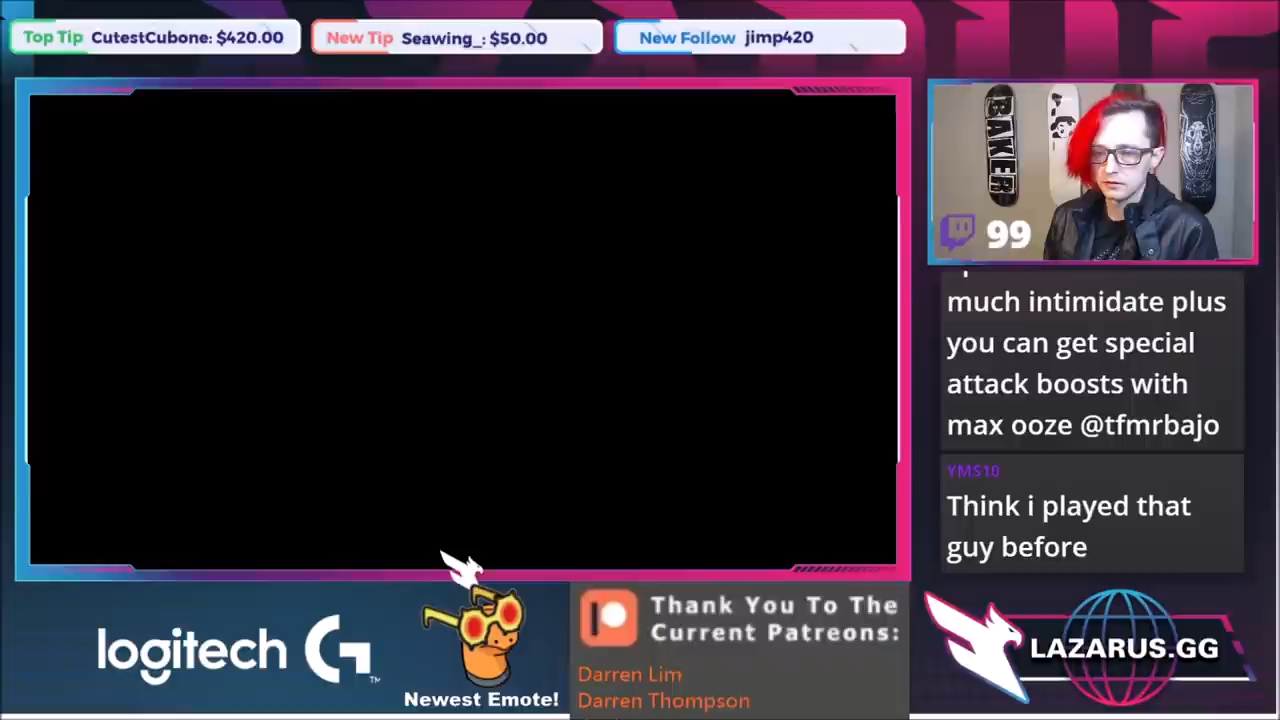 Top Tip CutestCubone: $420.00
New Tip Seawing_: $50.00
New Follow jimp420
BAKER
99
much intimidate plus
you can get special
attack boosts with
max ooze @tfmrbajo
YMS10
Think i played that
guy before
logitech G
Newest Emote!
Thank You To The
Current Patreons:
Darren Lim
Darren Thompson
LAZARUS.GG